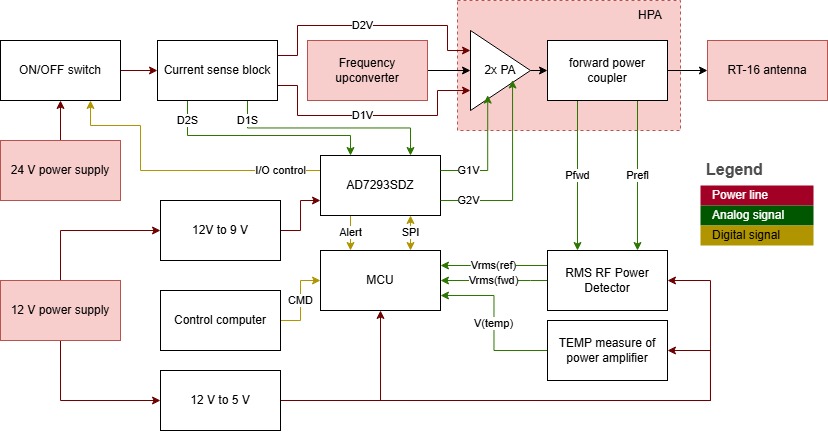 HPA
D2V
ON/OFF switch
Current sense block
Frequency
upconverter
2x PA
forward power
coupler
RT-16 antenna
D1V
D2S
D1S
24 V power supply
I/O control
AD7293SDZ
G1V
G2V
Pfwd
Prefl
Legend
Power line
Analog signal
Digital signal
12V to 9 V
Alert
SPI
12 V power supply
Control computer
CMD
MCU
Vrms(ref)
Vrms(fwd)
V(temp)
RMS RF Power
Detector
TEMP measure of
power amplifier
12 V to 5 V